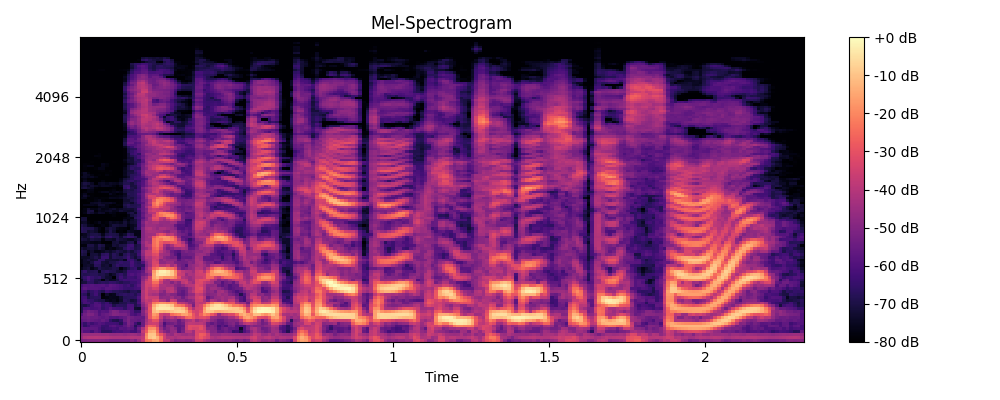 Mel-Spectrogram
Hz
4096
2048
1024
512
0
0
0.5
1
1.5
2
Time
+0 dB
-10 dB
-20 dB
-30 dB
-40 dB
-50 dB
-60 dB
-70 dB
-80 dB